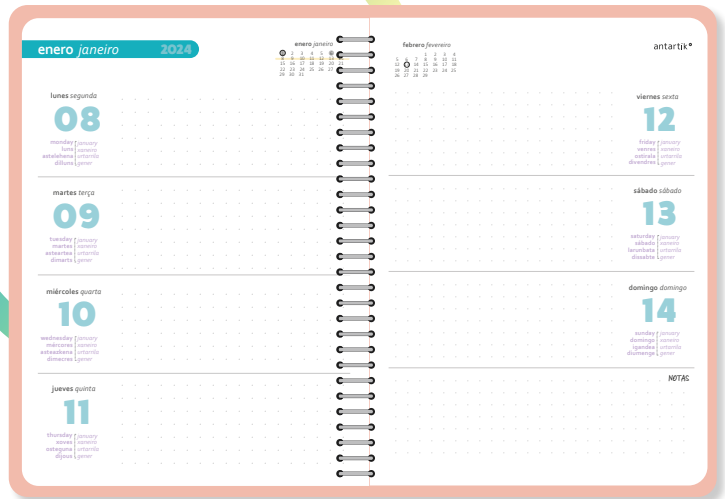 enero janeiro 2024
enero janeiro
1 2 3 4 5 6 7
8 9 10 11 12 13 14
15 16 17 18 19 20 21
22 23 24 25 26 27
29 30 31
lunes segunda
08
monday january
luns xaneiro
astelehena urtarrila
dilluns gener
martes terça
09
tuesday january
martes xaneiro
asteartea urtarrila
dimarts gener
miércoles quarta
10
wednesday january
mércores xaneiro
asteazkena urtarrila
dimecres gener
jueves quinta
11
thursday january
xoves xaneiro
osteguna urtarrila
dijous gener
febrero fevereiro
1 2 3 4
5 6 7 8 9 10 11
12 13 14 15 16 17 18
19 20 21 22 23 24 25
26 27 28 29
antartik
viernes sexta
12
friday january
venres xaneiro
ostirala urtarrila
divendres gener
sábado sábado
13
saturday january
sábado xaneiro
larunbata urtarrila
dissabte gener
domingo domingo
14
sunday january
domingo xaneiro
igandea urtarrila
diumenge gener
NOTAS